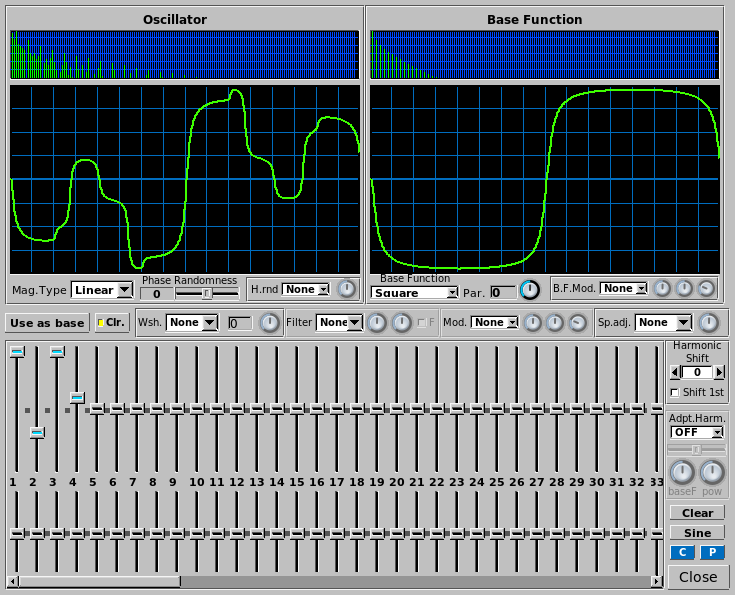 Oscillator
Base Function
Mag.Type Linear
Phase Randomness
0
H.rnd None
Base Function
Square
Par. 0
B.F.Mod. None
Use as base
Clr.
Wsh. None 0
Filter None
F
Mod. None
Sp.adj. None
Harmonic
Shift
0
Shift 1st
Adpt.Harm.
OFF
baseF pow
1 2 3 4 5 6 7 8 9 10 11 12 13 14 15 16 17 18 19 20 21 22 23 24 25 26 27 28 29 30 31 32 33
Clear
Sine
C P
Close